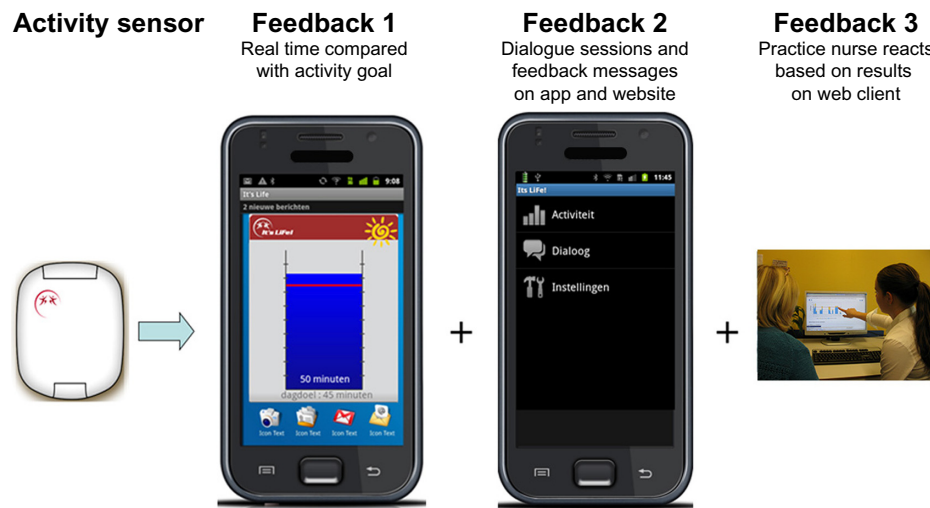 Activity sensor
Feedback 1
Real time compared
with activity goal
Feedback 2
Dialogue sessions and
feedback messages
on app and website
Feedback 3
Practice nurse reacts
based on results
on web client
9:08
It's Life
2 nieuwe berichten
It's LiFe!
50 minuten
dagdoel : 45 minuten
Icon Text Icon Text Icon Text Icon Text
+
11:45
Its LiFe!
Activiteit
Dialoog
Instellingen
+